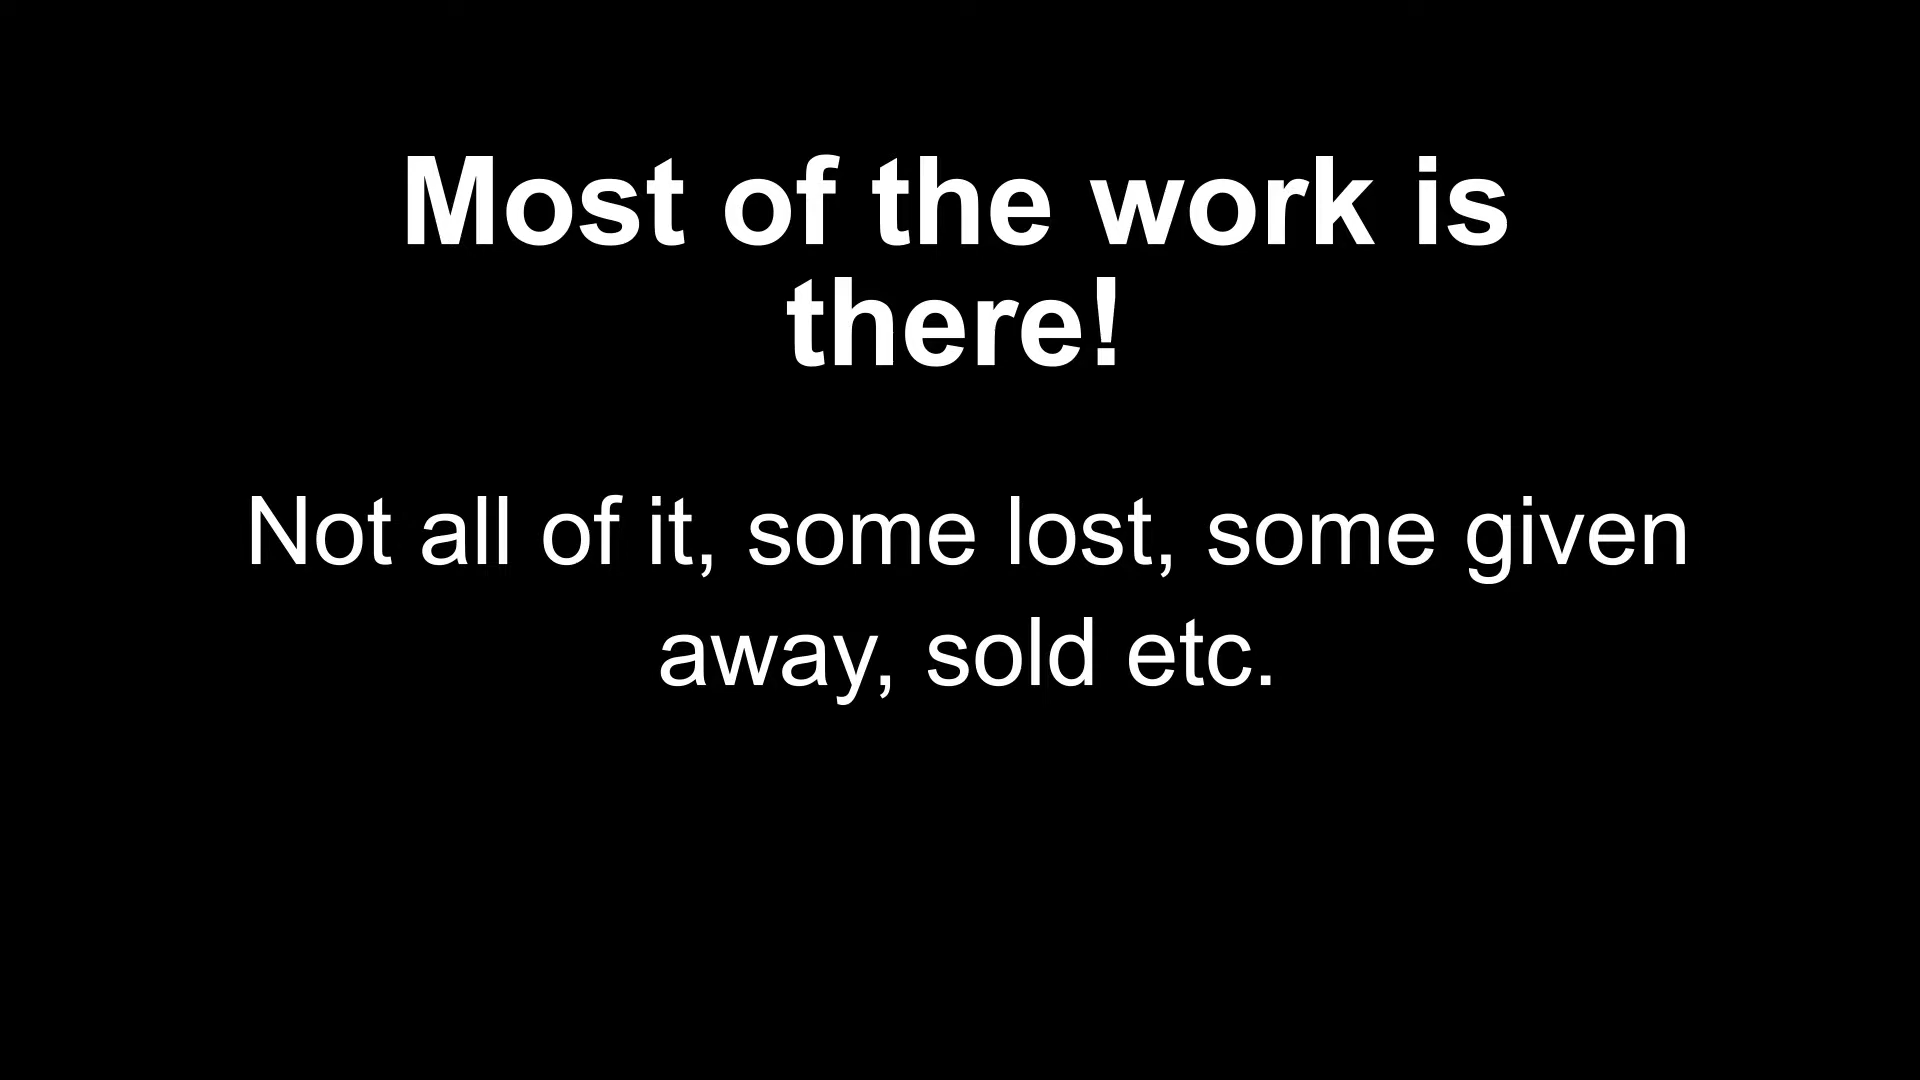 Most of the work is
there!
Not all of it, some lost, some given
away, sold etc.